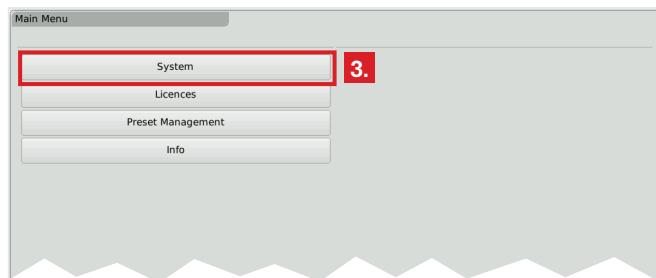 Main Menu
System
3.
Licences
Preset Management
Info